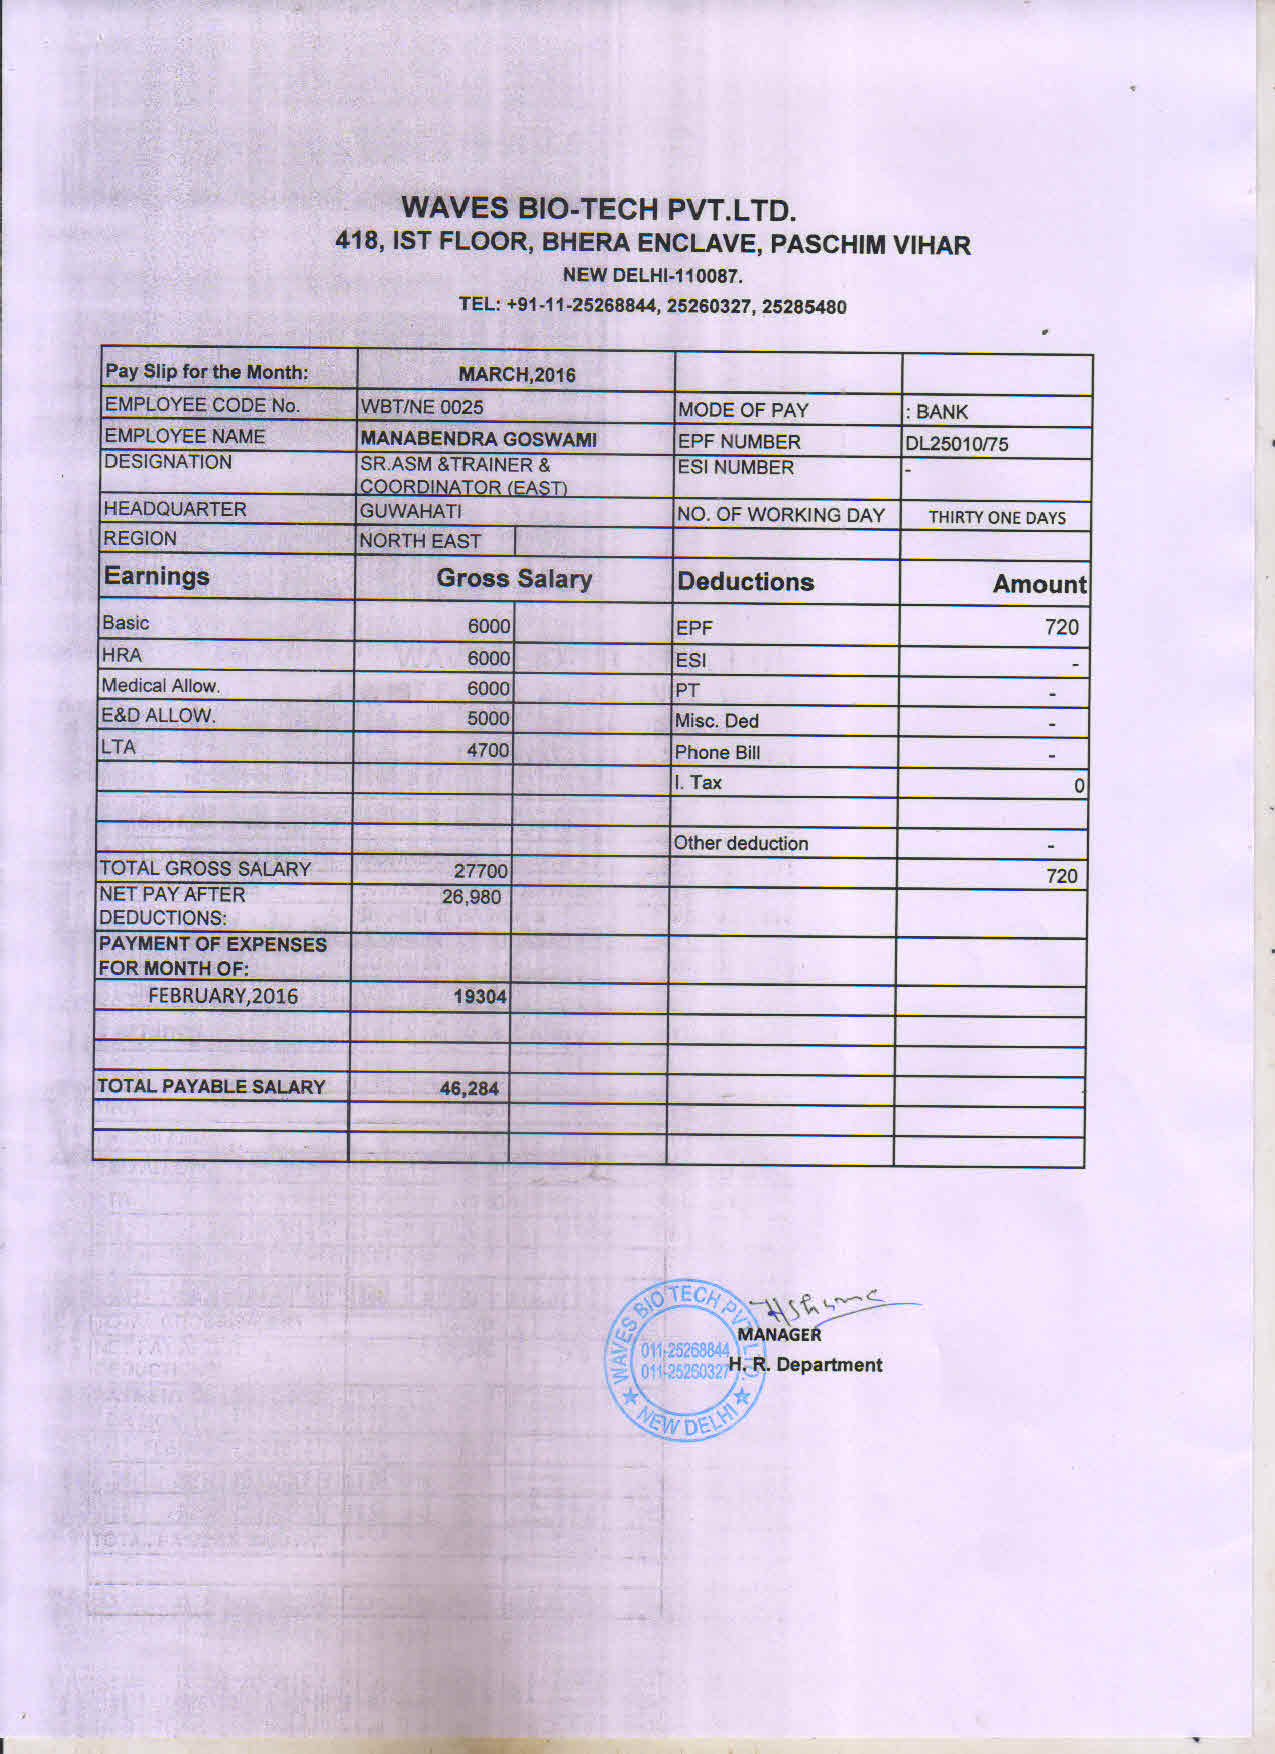 WAVES BIO-TECH PVT.LTD.
418, IST FLOOR, BHERA ENCLAVE, PASCHIM VIHAR
NEW DELHI-110087.
TEL: +91-11-25268844, 25260327, 25285480
Pay Slip for the Month: MARCH,2016
EMPLOYEE CODE No. WBT/NE 0025 MODE OF PAY : BANK
EMPLOYEE NAME MANABENDRA GOSWAMI EPF NUMBER DL25010/75
DESIGNATION SR.ASM &TRAINER & ESI NUMBER -
COORDINATOR (EAST)
HEADQUARTER GUWAHATI NO. OF WORKING DAY THIRTY ONE DAYS
REGION NORTH EAST
Earnings Gross Salary Deductions Amount
Basic 6000 EPF 720
HRA 6000 ESI -
Medical Allow. 6000 PT -
E&D ALLOW. 5000 Misc. Ded -
LTA 4700 Phone Bill -
I. Tax 0
Other deduction -
TOTAL GROSS SALARY 27700 720
NET PAY AFTER 26,980
DEDUCTIONS:
PAYMENT OF EXPENSES
FOR MONTH OF:
FEBRUARY,2016 19304
TOTAL PAYABLE SALARY 46,284
WAVES BIO TECH PVT. LTD.
011-25268844
011-25260327
NEW DELHI
MANAGER
H. R. Department